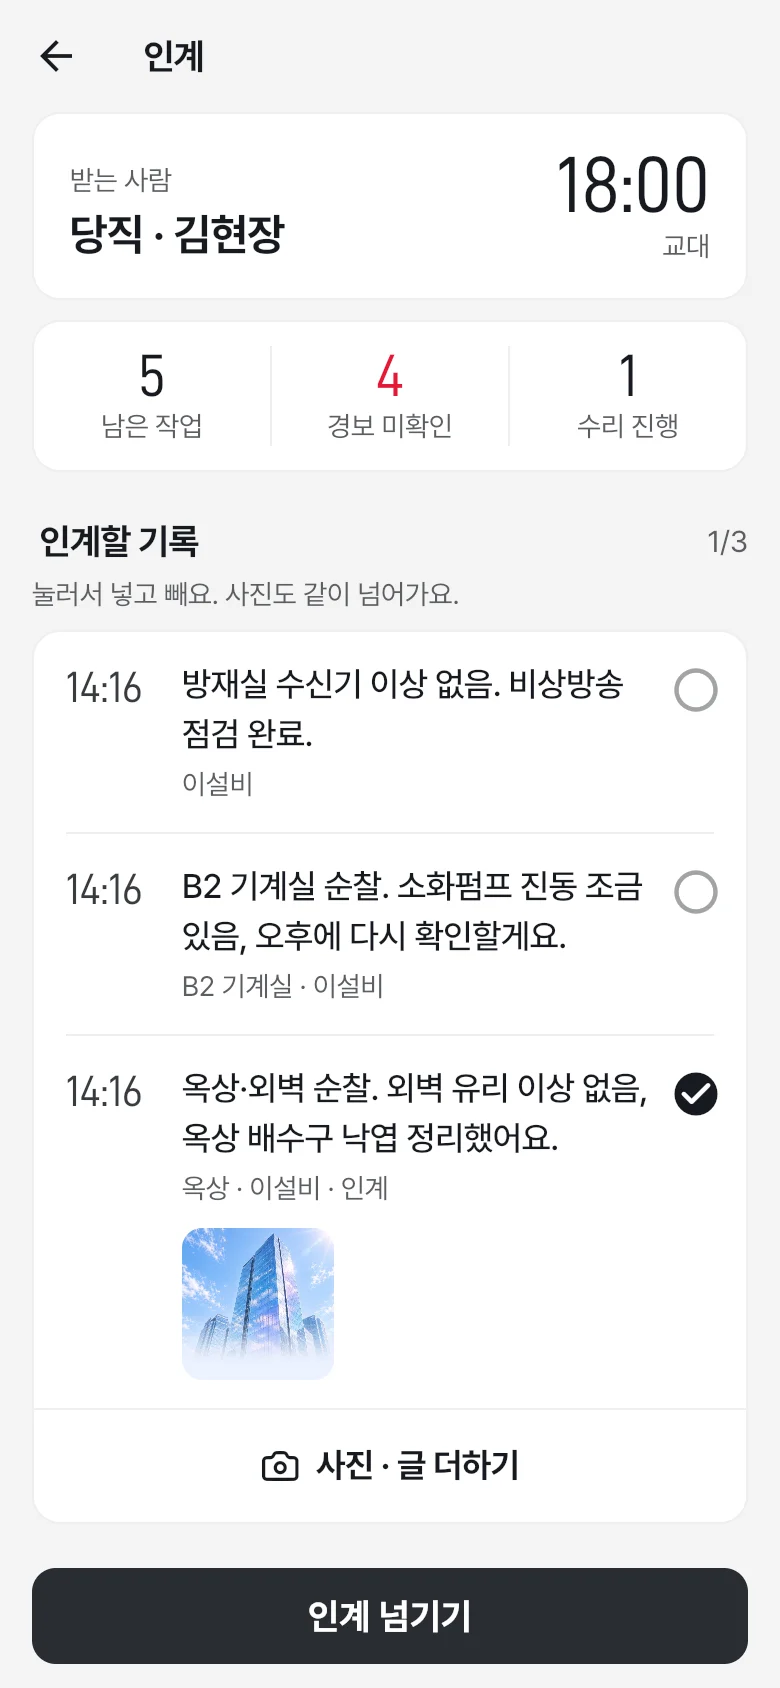 인계
받는 사람
당직 · 김현장
18:00
교대
5
남은 작업
4
경보 미확인
1
수리 진행
인계할 기록
1/3
눌러서 넣고 빼요. 사진도 같이 넘어가요.
14:16
방재실 수신기 이상 없음. 비상방송
점검 완료.
이설비
14:16
B2 기계실 순찰. 소화펌프 진동 조금
있음, 오후에 다시 확인할게요.
B2 기계실 · 이설비
14:16
옥상·외벽 순찰. 외벽 유리 이상 없음,
옥상 배수구 낙엽 정리했어요.
옥상 · 이설비 · 인계
사진 · 글 더하기
인계 넘기기